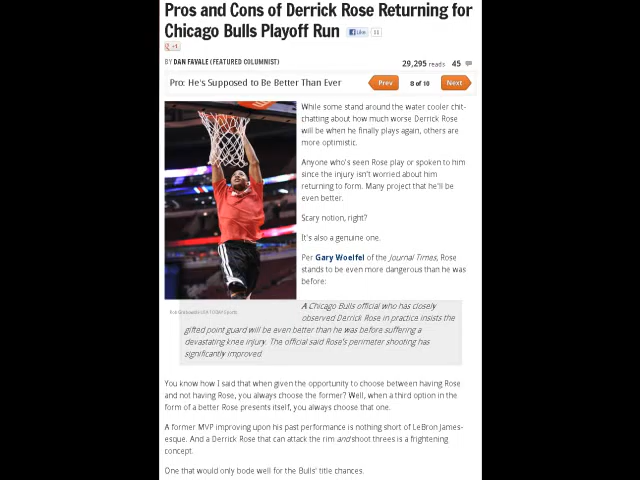 Pros and Cons of Derrick Rose Returning for
Chicago Bulls Playoff Run
Like
+1
BY DAN FAVALE (FEATURED COLUMNIST)
29,295 reads 45
Pro: He's Supposed to Be Better Than Ever
Prev 8 of 10 Next
While some stand around the water cooler chit-
chatting about how much worse Derrick Rose
will be when he finally plays again, others are
more optimistic.
Anyone who's seen Rose play or spoken to him
since the injury isn't worried about him
returning to form. Many project that he'll be
even better.
Scary notion, right?
It's also a genuine one.
Per Gary Woelfel of the Journal Times, Rose
stands to be even more dangerous than he was
before:
A Chicago Bulls official who has closely
observed Derrick Rose in practice insists the
gifted point guard will be even better than he was before suffering a
devastating knee injury. The official said Rose's perimeter shooting has
significantly improved.
You know how I said that when given the opportunity to choose between having Rose
and not having Rose, you always choose the former? Well, when a third option in the
form of a better Rose presents itself, you always choose that one.
A former MVP improving upon his past performance is nothing short of LeBron James-
esque. And a Derrick Rose that can attack the rim and shoot threes is a frightening
concept.
One that would only bode well for the Bulls' title chances.